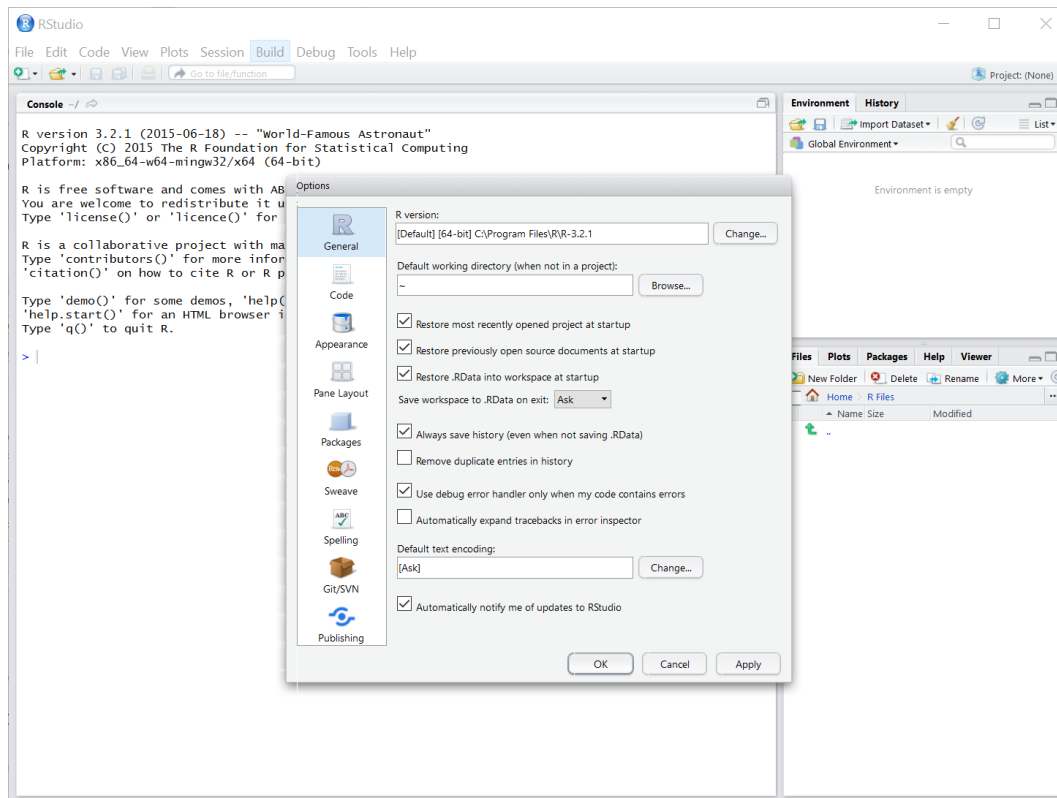 RStudio
File Edit Code View Plots Session Build Debug Tools Help
Go to file/function
Project: (None)
Console ~/
R version 3.2.1 (2015-06-18) -- "World-Famous Astronaut"
Copyright (C) 2015 The R Foundation for Statistical Computing
Platform: x86_64-w64-mingw32/x64 (64-bit)
R is free software and comes with AB
You are welcome to redistribute it u
Type 'license()' or 'licence()' for
R is a collaborative project with ma
Type 'contributors()' for more infor
'citation()' on how to cite R or R p
Type 'demo()' for some demos, 'help(
'help.start()' for an HTML browser i
Type 'q()' to quit R.
>
Options
General
Code
Appearance
Pane Layout
Packages
Sweave
ABC
Spelling
Git/SVN
Publishing
R version:
[Default] [64-bit] C:\Program Files\R\R-3.2.1
Change...
Default working directory (when not in a project):
~
Browse...
Restore most recently opened project at startup
Restore previously open source documents at startup
Restore .RData into workspace at startup
Save workspace to .RData on exit: Ask
Always save history (even when not saving .RData)
Remove duplicate entries in history
Use debug error handler only when my code contains errors
Automatically expand tracebacks in error inspector
Default text encoding:
[Ask]
Change...
Automatically notify me of updates to RStudio
OK Cancel Apply
Environment History
Import Dataset List
Global Environment
Environment is empty
Files Plots Packages Help Viewer
New Folder Delete Rename More
Home R Files
Name Size Modified
..